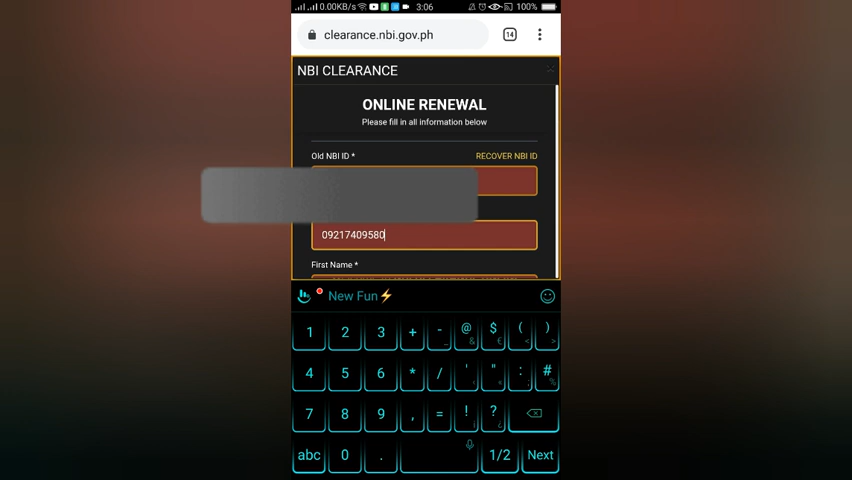 0.00KB/s 3:06 100%
clearance.nbi.gov.ph 14
NBI CLEARANCE
ONLINE RENEWAL
Please fill in all information below
Old NBI ID * RECOVER NBI ID
09217409580
First Name *
New Fun⚡
1 2 3 + - _ @ & $ € ( < ) >
4 5 6 * / ' " : ; # %
7 8 9 , = ! ¡ ? ¿
abc 0 . 1/2 Next